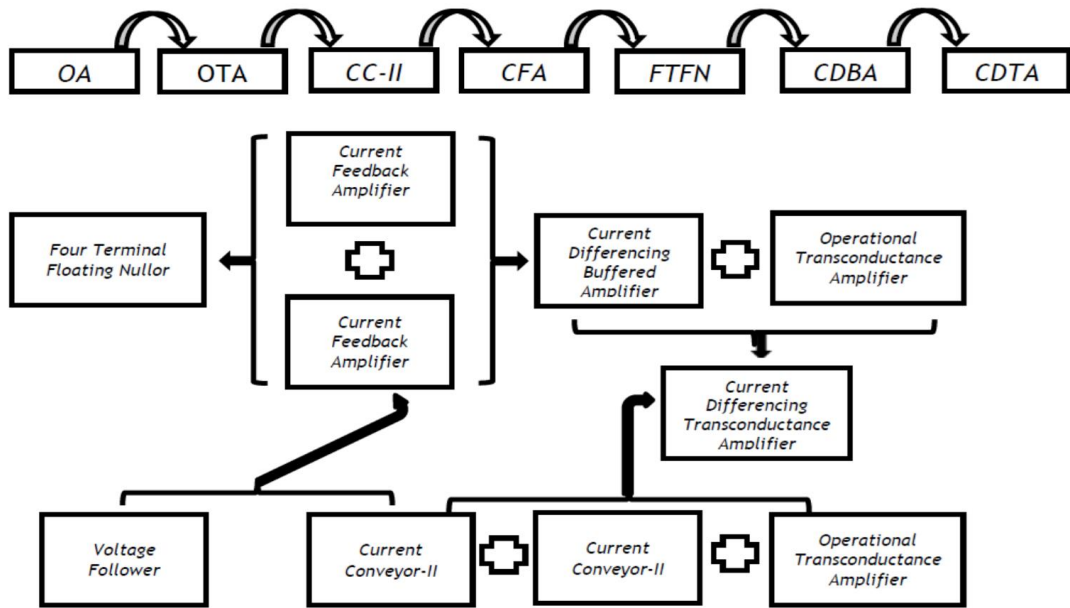 OA
OTA
CC-II
CFA
FTFN
CDBA
CDTA
Current
Feedback
Amplifier
Four Terminal
Floating Nullor
Current
Differencing
Buffered
Amplifier
Operational
Transconductance
Amplifier
Current
Feedback
Amplifier
Current
Differencing
Transconductance
Amplifier
Voltage
Follower
Current
Conveyor-II
Current
Conveyor-II
Operational
Transconductance
Amplifier